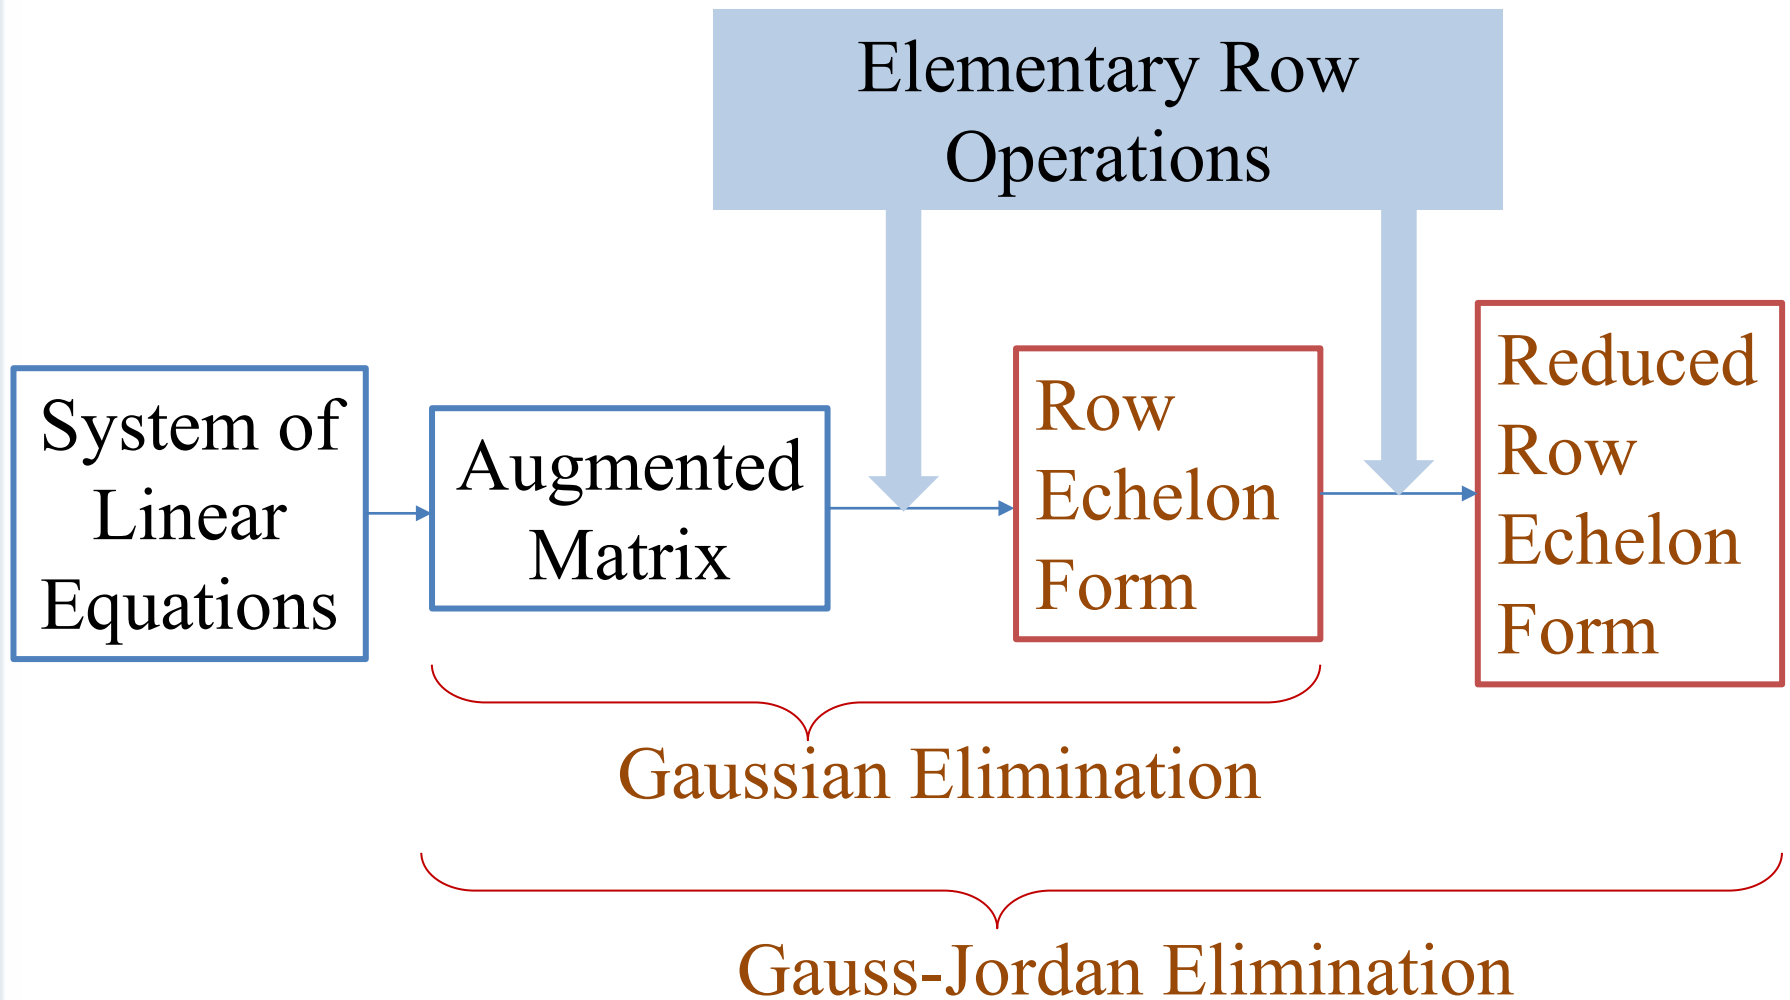 Elementary Row
Operations
System of
Linear
Equations
Augmented
Matrix
Row
Echelon
Form
Reduced
Row
Echelon
Form
Gaussian Elimination
Gauss-Jordan Elimination